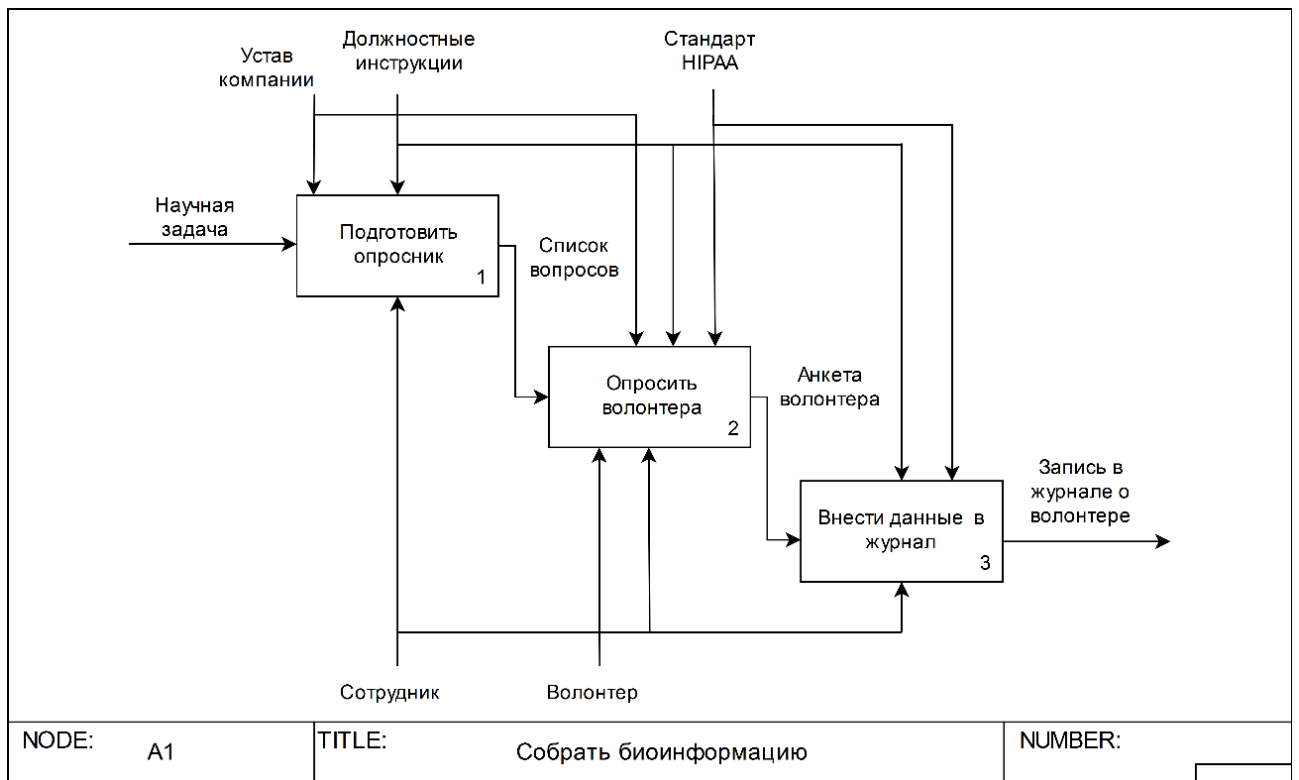 Устав
компании
Должностные
инструкции
Стандарт
HIPAA
Научная
задача
Подготовить
опросник
1
Список
вопросов
Опросить
волонтера
2
Анкета
волонтера
Внести данные в
журнал
3
Запись в
журнале о
волонтере
Сотрудник
Волонтер
NODE:
A1
TITLE:
Собрать биоинформацию
NUMBER: